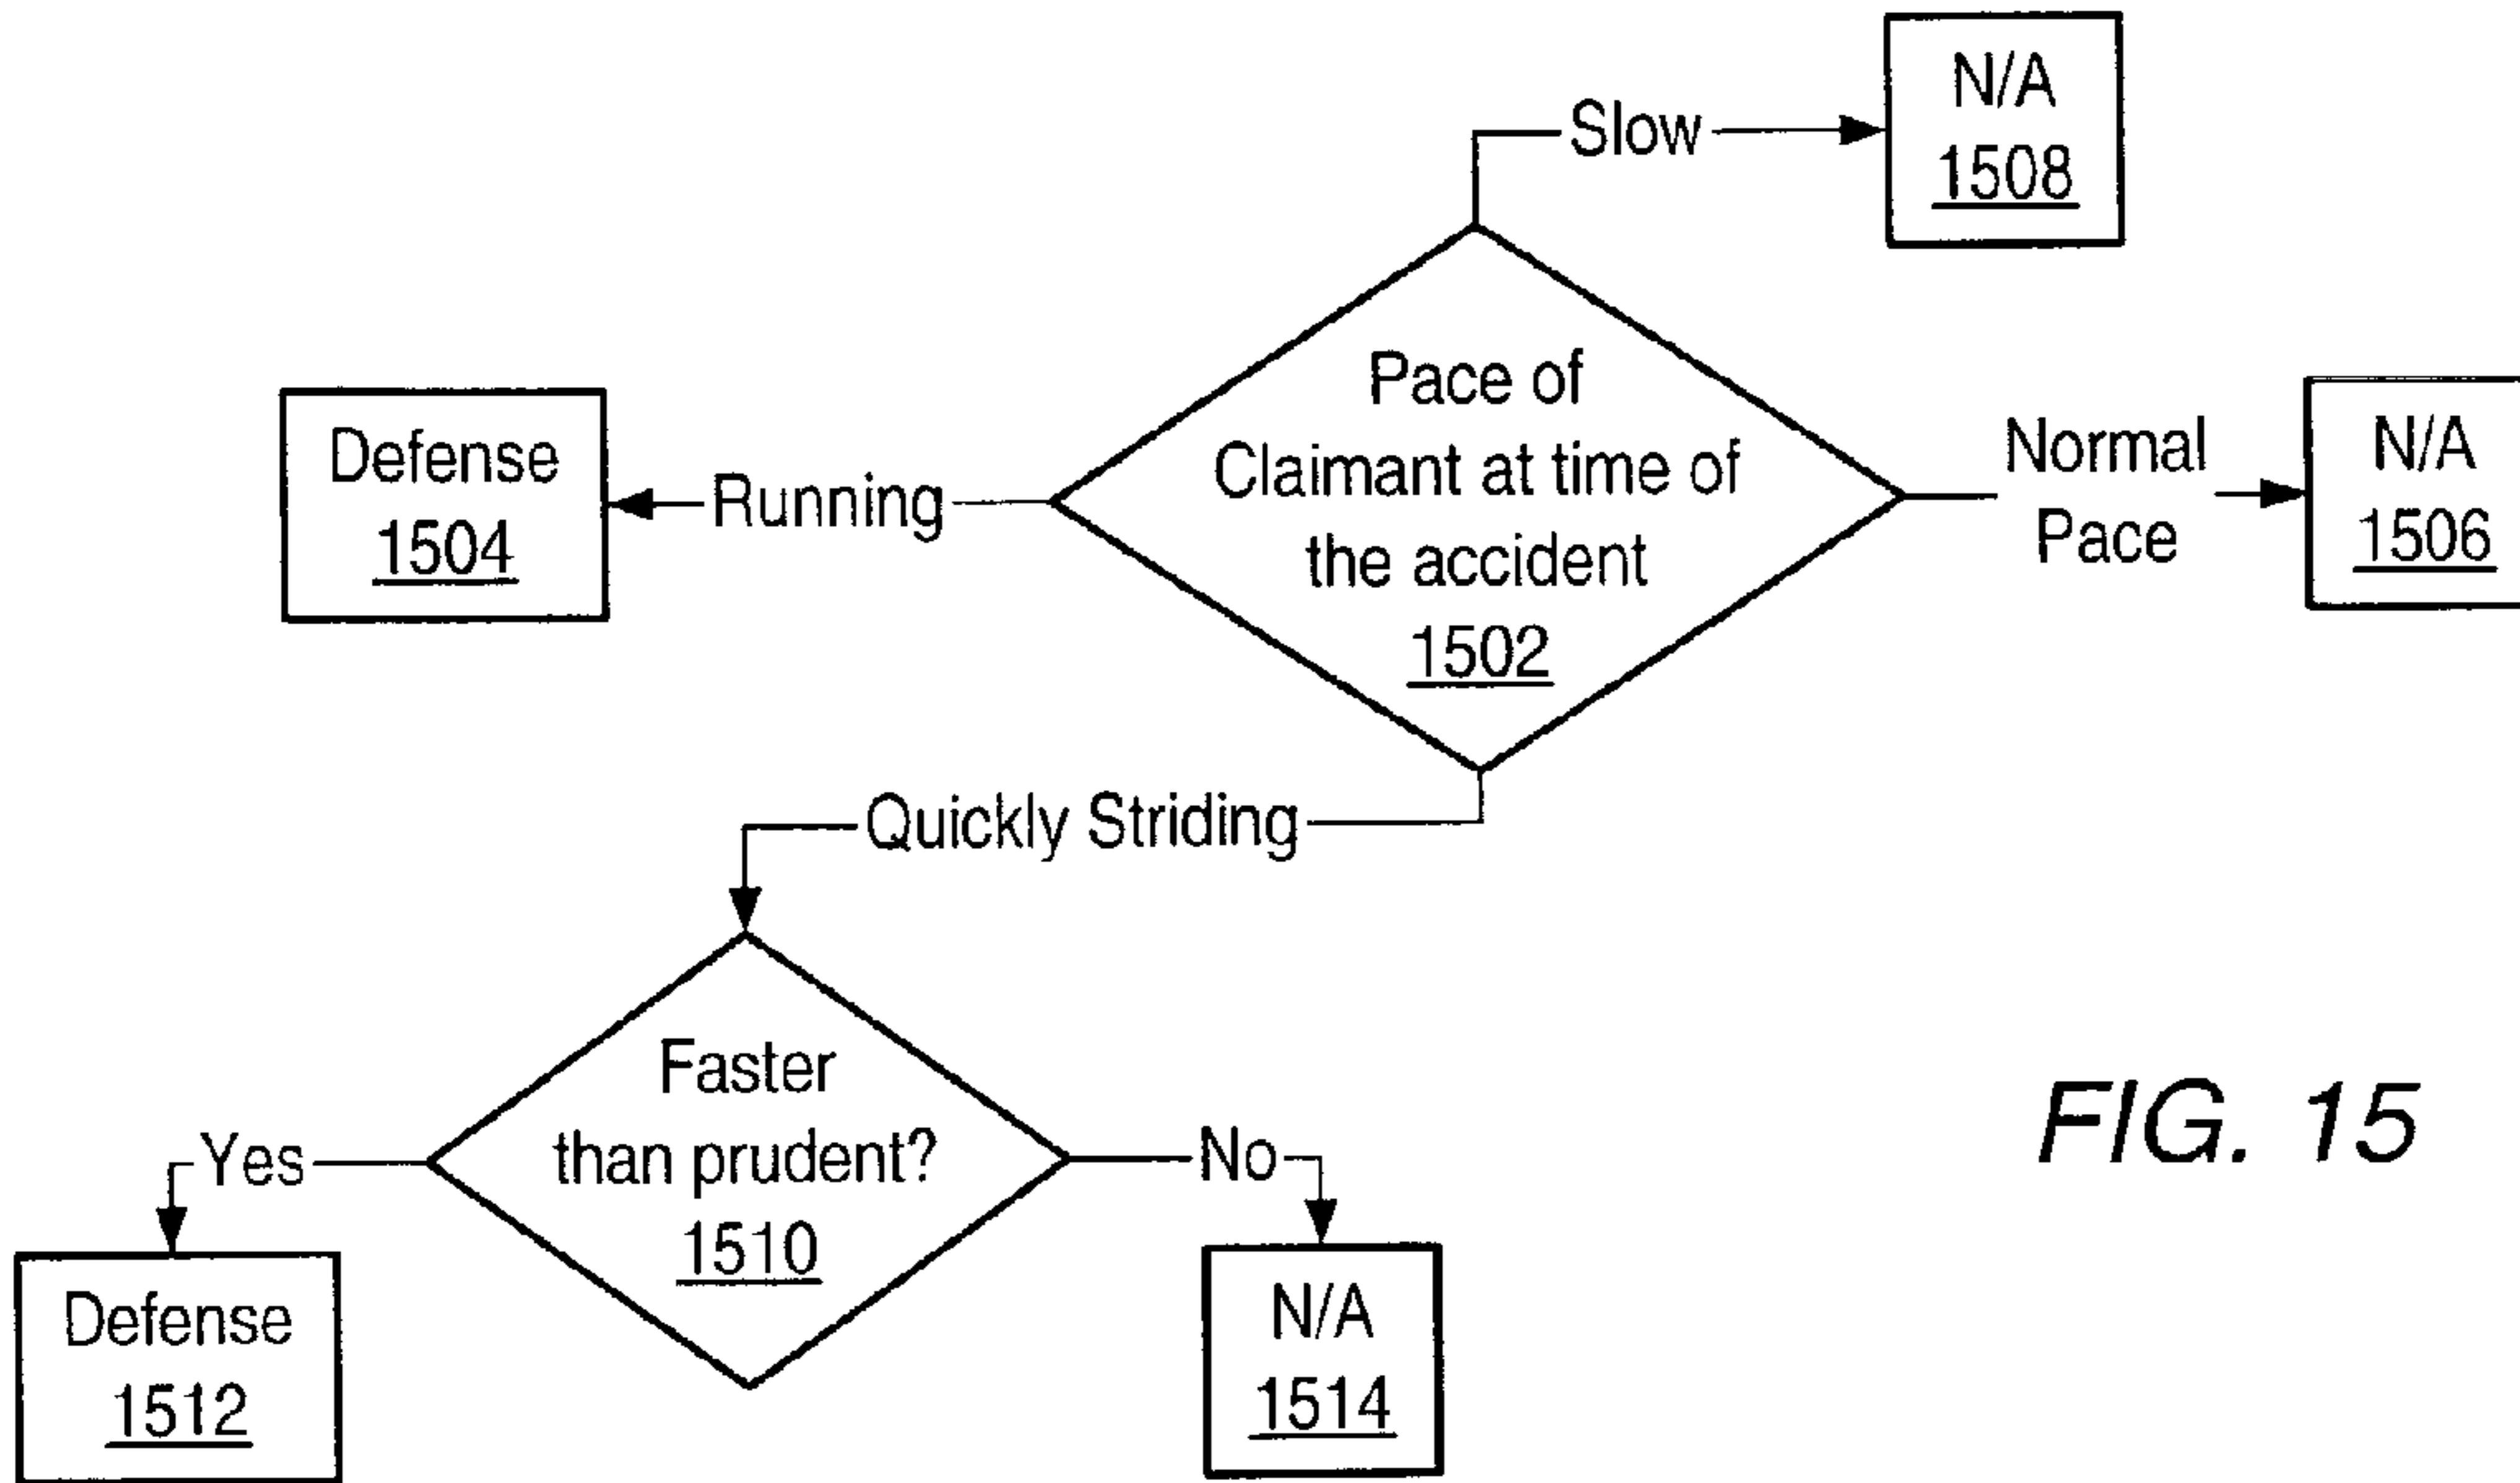 Slow
N/A
1508
Pace of
Claimant at time of
the accident
1502
Running
Defense
1504
Normal
Pace
N/A
1506
Quickly Striding
Faster
than prudent?
1510
Yes
No
Defense
1512
N/A
1514
FIG. 15